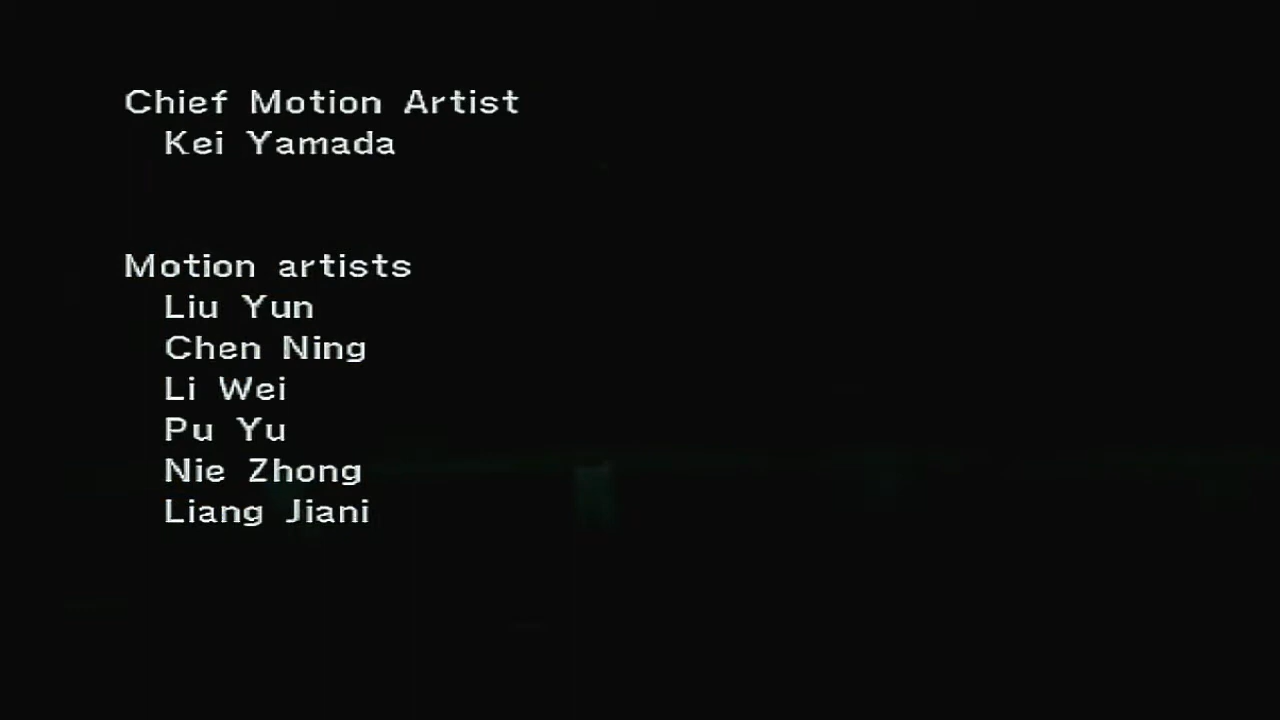 Chief Motion Artist
Kei Yamada
Motion artists
Liu Yun
Chen Ning
Li Wei
Pu Yu
Nie Zhong
Liang Jiani